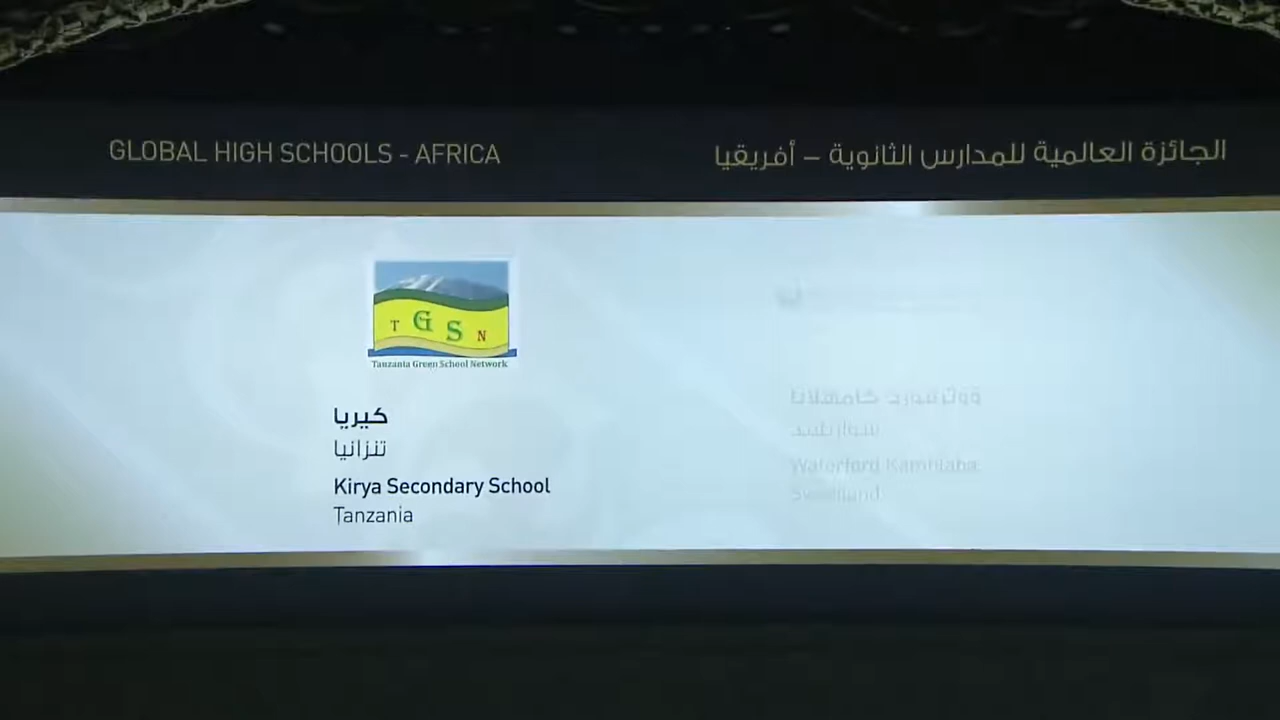 GLOBAL HIGH SCHOOLS - AFRICA
الجائزة العالمية للمدارس الثانوية – أفريقيا
T G S N
Tanzania Green School Network
كيريا
تنزانيا
Kirya Secondary School
Tanzania
Waterford